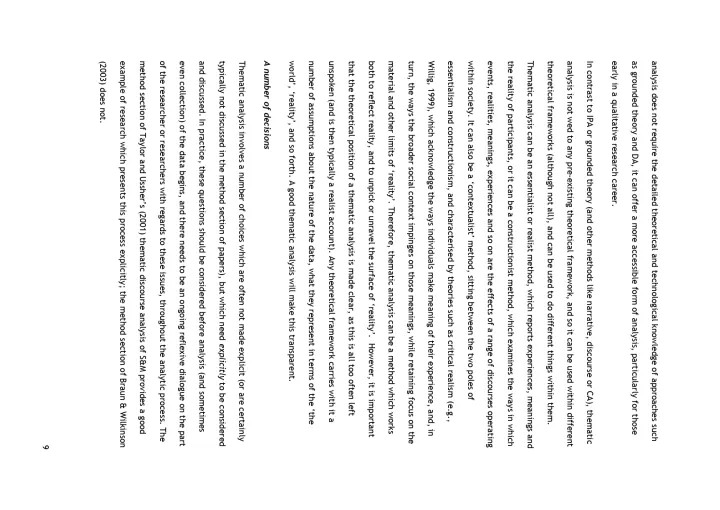 analysis does not require the detailed theoretical and technological knowledge of approaches such
as grounded theory and DA, it can offer a more accessible form of analysis, particularly for those
early in a qualitative research career.
In contrast to IPA or grounded theory (and other methods like narrative, discourse or CA), thematic
analysis is not wed to any pre-existing theoretical framework, and so it can be used within different
theoretical frameworks (although not all), and can be used to do different things within them.
Thematic analysis can be an essentialist or realist method, which reports experiences, meanings and
the reality of participants, or it can be a constructionist method, which examines the ways in which
events, realities, meanings, experiences and so on are the effects of a range of discourses operating
within society. It can also be a ‘contextualist’ method, sitting between the two poles of
essentialism and constructionism, and characterised by theories such as critical realism (e.g.,
Willig, 1999), which acknowledge the ways individuals make meaning of their experience, and, in
turn, the ways the broader social context impinges on those meanings, while retaining focus on the
material and other limits of ‘reality’. Therefore, thematic analysis can be a method which works
both to reflect reality, and to unpick or unravel the surface of ‘reality’. However, it is important
that the theoretical position of a thematic analysis is made clear, as this is all too often left
unspoken (and is then typically a realist account). Any theoretical framework carries with it a
number of assumptions about the nature of the data, what they represent in terms of the ‘the
world’, ‘reality’, and so forth. A good thematic analysis will make this transparent.
A number of decisions
Thematic analysis involves a number of choices which are often not made explicit (or are certainly
typically not discussed in the method section of papers), but which need explicitly to be considered
and discussed. In practice, these questions should be considered before analysis (and sometimes
even collection) of the data begins, and there needs to be an ongoing reflexive dialogue on the part
of the researcher or researchers with regards to these issues, throughout the analytic process. The
method section of Taylor and Ussher’s (2001) thematic discourse analysis of S&M provides a good
example of research which presents this process explicitly; the method section of Braun & Wilkinson
(2003) does not.
9